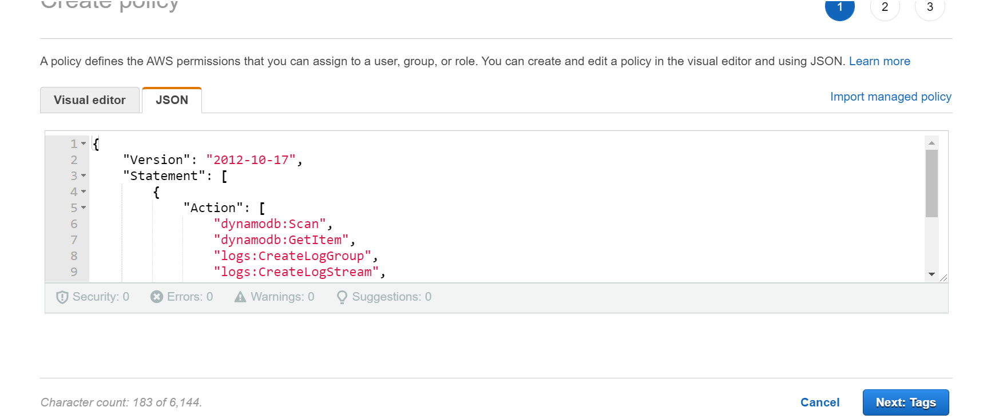 Create policy
1 2 3
A policy defines the AWS permissions that you can assign to a user, group, or role. You can create and edit a policy in the visual editor and using JSON. Learn more
Visual editor JSON Import managed policy
1 {
2 "Version": "2012-10-17",
3 "Statement": [
4 {
5 "Action": [
6 "dynamodb:Scan",
7 "dynamodb:GetItem",
8 "logs:CreateLogGroup",
9 "logs:CreateLogStream",
Security: 0 Errors: 0 Warnings: 0 Suggestions: 0
Character count: 183 of 6,144. Cancel Next: Tags